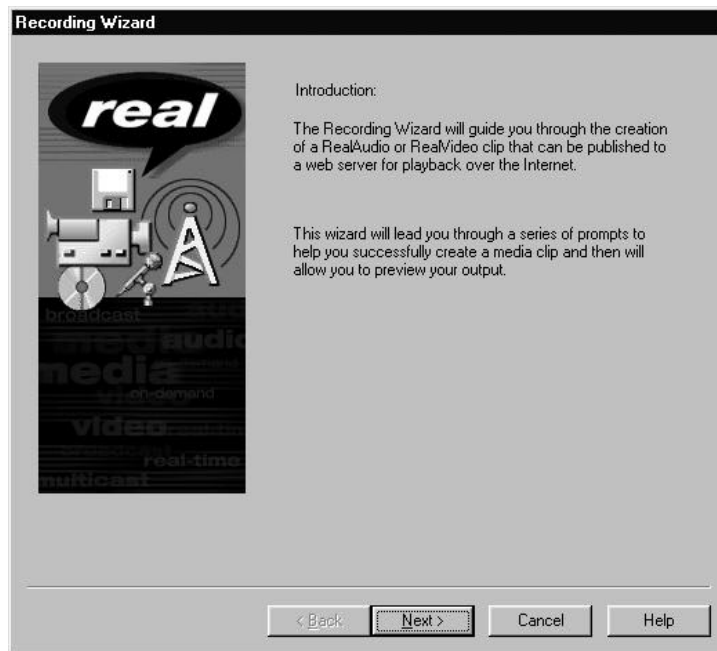 Recording Wizard
real
Introduction:
The Recording Wizard will guide you through the creation
of a RealAudio or RealVideo clip that can be published to
a web server for playback over the Internet.
This wizard will lead you through a series of prompts to
help you successfully create a media clip and then will
allow you to preview your output.
broadcast
audio
media
on-demand
video
real-time
multicast
< Back
Next >
Cancel
Help